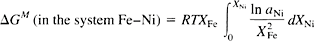 ΔG^M (in the system Fe–Ni) = RTX_Fe ∫_0^{X_Ni} (ln a_Ni / X_Fe^2) dX_Ni